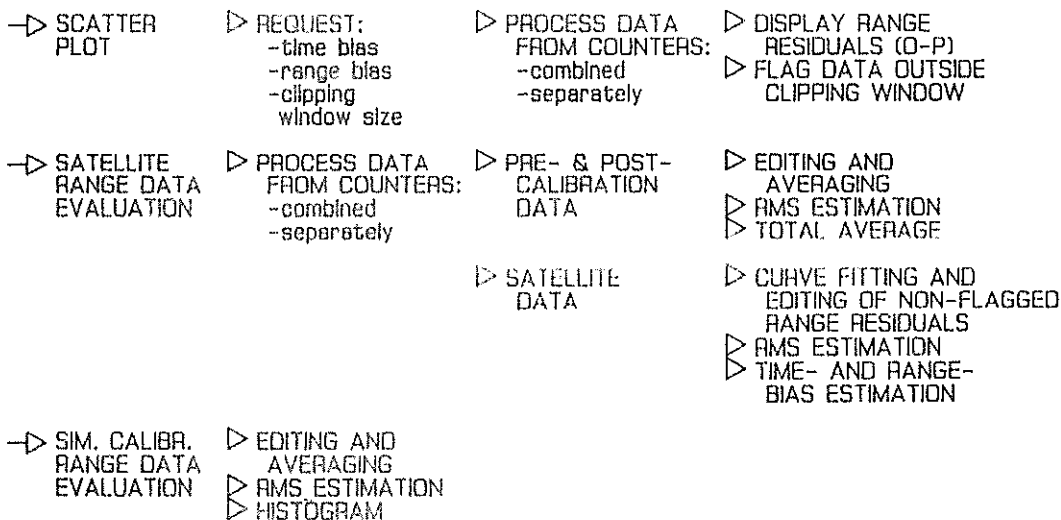 SCATTER
PLOT
REQUEST:
-time bias
-range bias
-clipping
window size
PROCESS DATA
FROM COUNTERS:
-combined
-separately
DISPLAY RANGE
RESIDUALS (O-P)
FLAG DATA OUTSIDE
CLIPPING WINDOW
SATELLITE
RANGE DATA
EVALUATION
PROCESS DATA
FROM COUNTERS:
-combined
-separately
PRE- & POST-
CALIBRATION
DATA
EDITING AND
AVERAGING
RMS ESTIMATION
TOTAL AVERAGE
SATELLITE
DATA
CURVE FITTING AND
EDITING OF NON-FLAGGED
RANGE RESIDUALS
RMS ESTIMATION
TIME- AND RANGE-
BIAS ESTIMATION
SIM. CALIBR.
RANGE DATA
EVALUATION
EDITING AND
AVERAGING
RMS ESTIMATION
HISTOGRAM